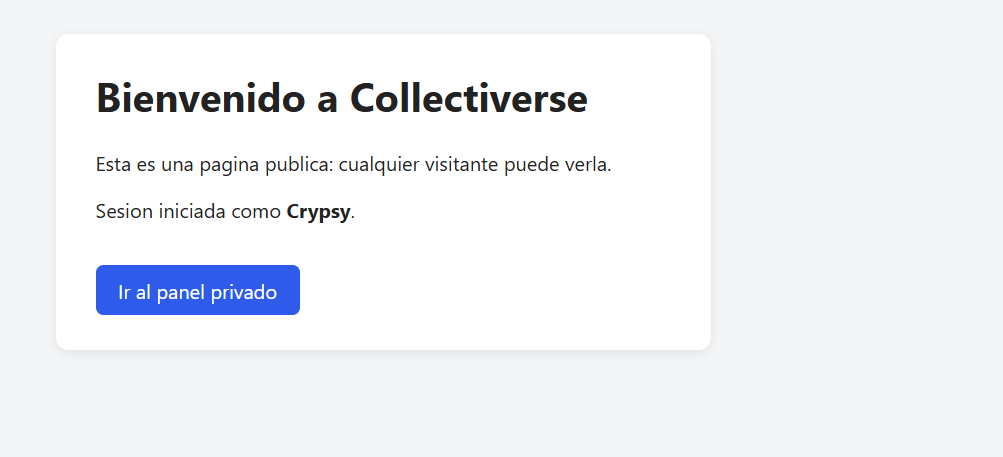 Bienvenido a Collectiverse
Esta es una pagina publica: cualquier visitante puede verla.
Sesion iniciada como Crypsy.
Ir al panel privado